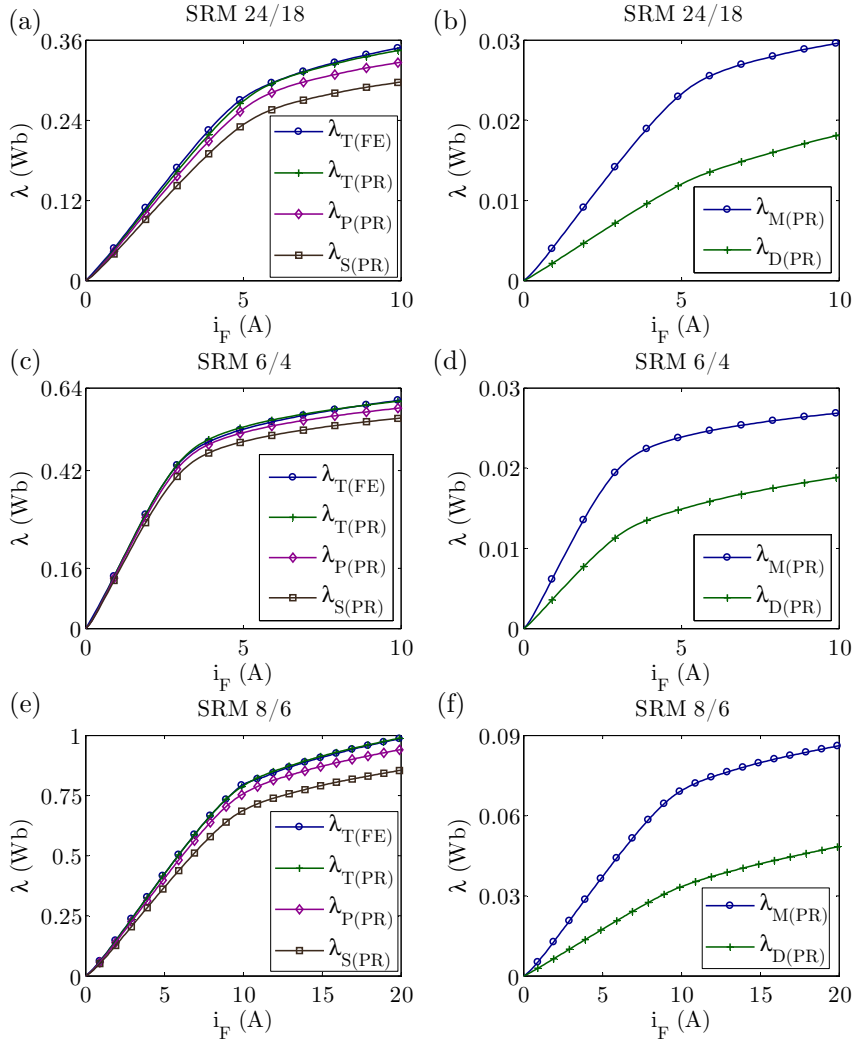 (a)
SRM 24/18
0.36
0.24
0.12
0
λ (Wb)
λT(FE)
λT(PR)
λP(PR)
λS(PR)
0
5
10
iF (A)
(b)
SRM 24/18
0.03
0.02
0.01
0
λ (Wb)
λM(PR)
λD(PR)
0
5
10
iF (A)
(c)
SRM 6/4
0.64
0.42
0.16
0
λ (Wb)
λT(FE)
λT(PR)
λP(PR)
λS(PR)
0
5
10
iF (A)
(d)
SRM 6/4
0.03
0.02
0.01
0
λ (Wb)
λM(PR)
λD(PR)
0
5
10
iF (A)
(e)
SRM 8/6
1
0.75
0.5
0.25
0
λ (Wb)
λT(FE)
λT(PR)
λP(PR)
λS(PR)
0
5
10
15
20
iF (A)
(f)
SRM 8/6
0.09
0.06
0.03
0
λ (Wb)
λM(PR)
λD(PR)
0
5
10
15
20
iF (A)